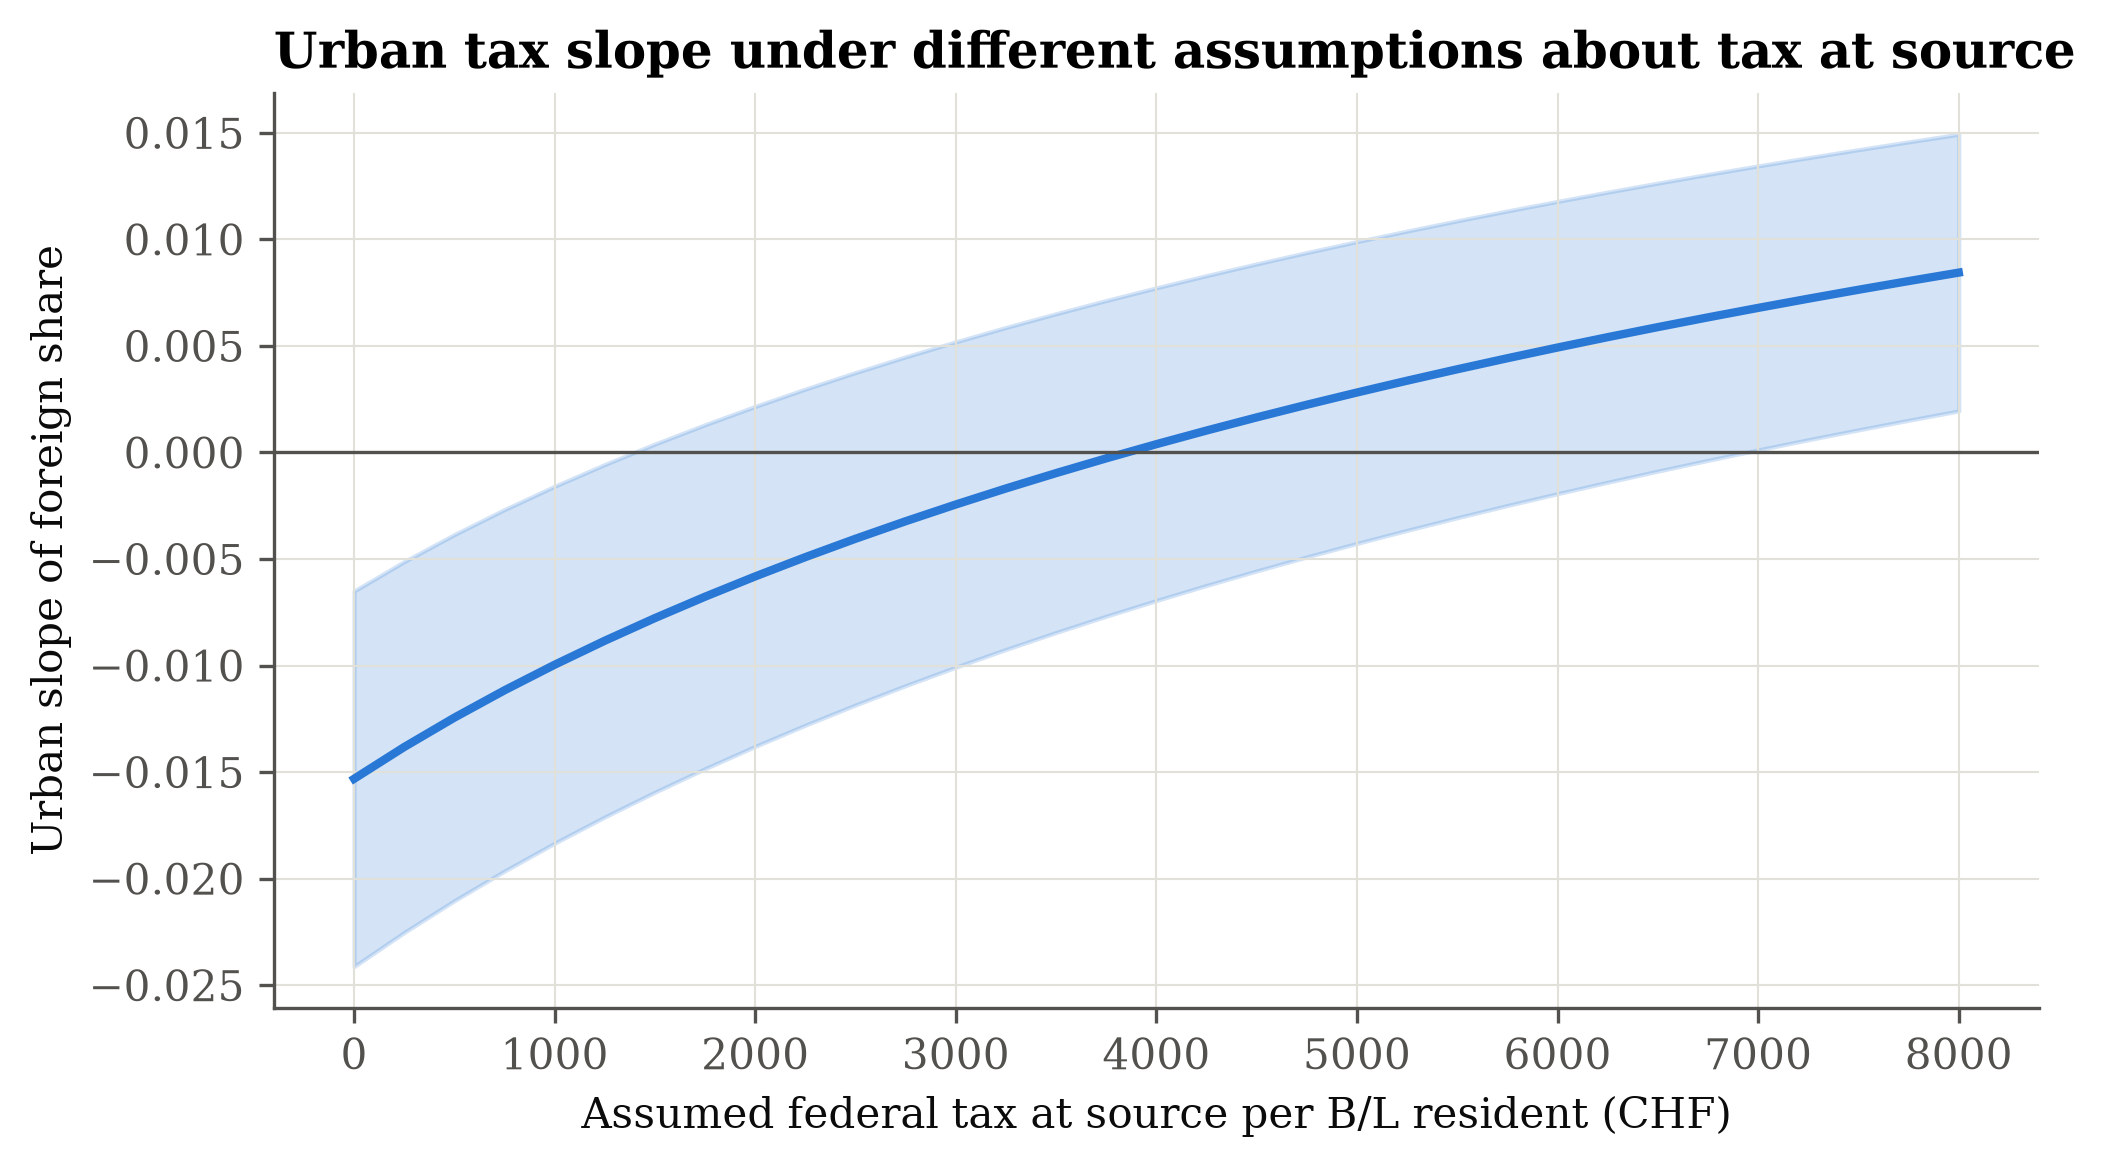 Urban tax slope under different assumptions about tax at source
Urban slope of foreign share
0.015
0.010
0.005
0.000
−0.005
−0.010
−0.015
−0.020
−0.025
0 1000 2000 3000 4000 5000 6000 7000 8000
Assumed federal tax at source per B/L resident (CHF)